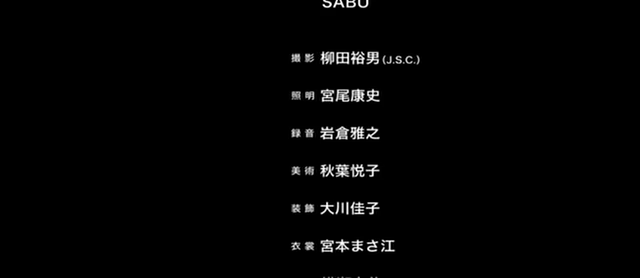 SABU
撮影 柳田裕男(J.S.C.)
照明 宮尾康史
録音 岩倉雅之
美術 秋葉悦子
装飾 大川佳子
衣裳 宮本まさ江